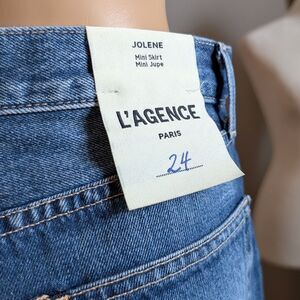 JOLENE
Mini Skirt
Mini Jupe
L'AGENCE
PARIS
24